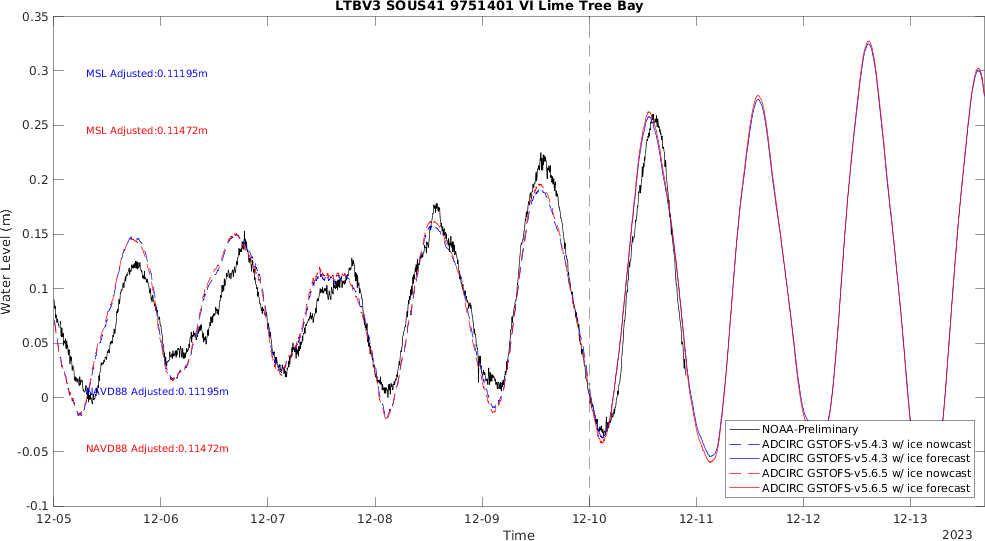 LTBV3 SOUS41 9751401 VI Lime Tree Bay
0.35
0.3
0.25
0.2
0.15
0.1
0.05
0
-0.05
-0.1
Water Level (m)
MSL Adjusted:0.11195m
MSL Adjusted:0.11472m
NAVD88 Adjusted:0.11195m
NAVD88 Adjusted:0.11472m
NOAA-Preliminary
ADCIRC GSTOFS-v5.4.3 w/ ice nowcast
ADCIRC GSTOFS-v5.4.3 w/ ice forecast
ADCIRC GSTOFS-v5.6.5 w/ ice nowcast
ADCIRC GSTOFS-v5.6.5 w/ ice forecast
12-05 12-06 12-07 12-08 12-09 12-10 12-11 12-12 12-13
Time
2023